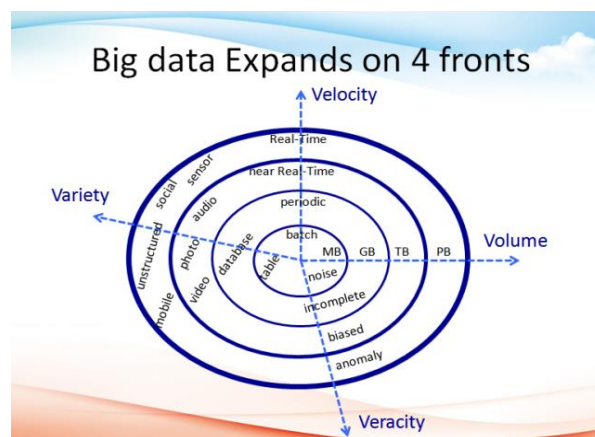 Big data Expands on 4 fronts
Velocity
Real-Time
near Real-Time
periodic
batch
Variety
social
sensor
unstructured
mobile
audio
photo
video
database
table
MB GB TB PB
Volume
noise
incomplete
biased
anomaly
Veracity